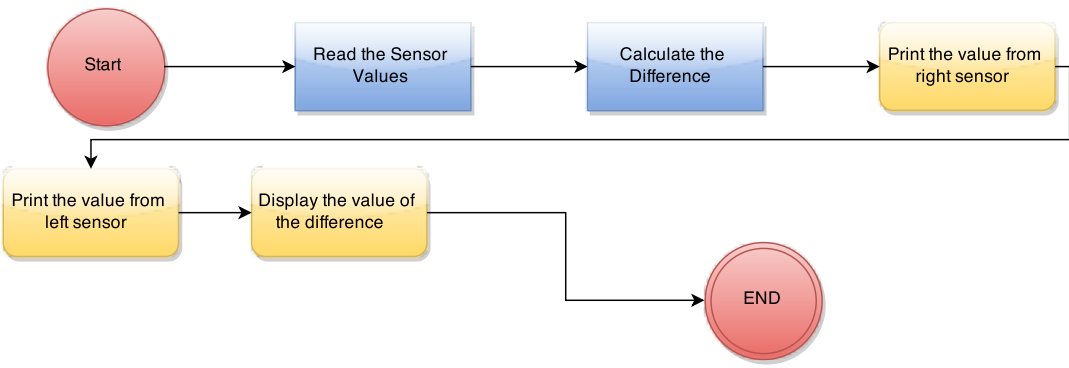 Start
Read the Sensor
Values
Calculate the
Difference
Print the value from
right sensor
Print the value from
left sensor
Display the value of
the difference
END